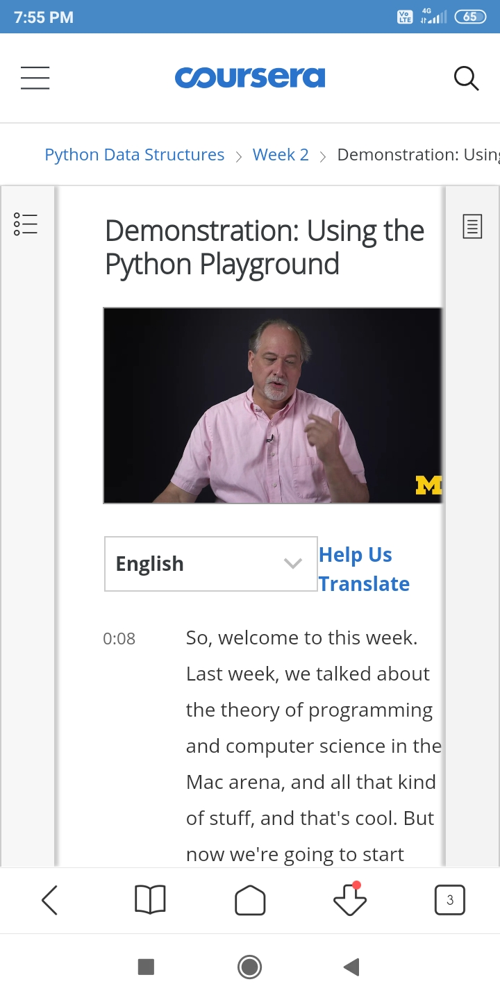 7:55 PM
Vo LTE
4G
65
coursera
Python Data Structures > Week 2 > Demonstration: Using
Demonstration: Using the
Python Playground
M
English
Help Us
Translate
0:08
So, welcome to this week.
Last week, we talked about
the theory of programming
and computer science in the
Mac arena, and all that kind
of stuff, and that's cool. But
now we're going to start
3